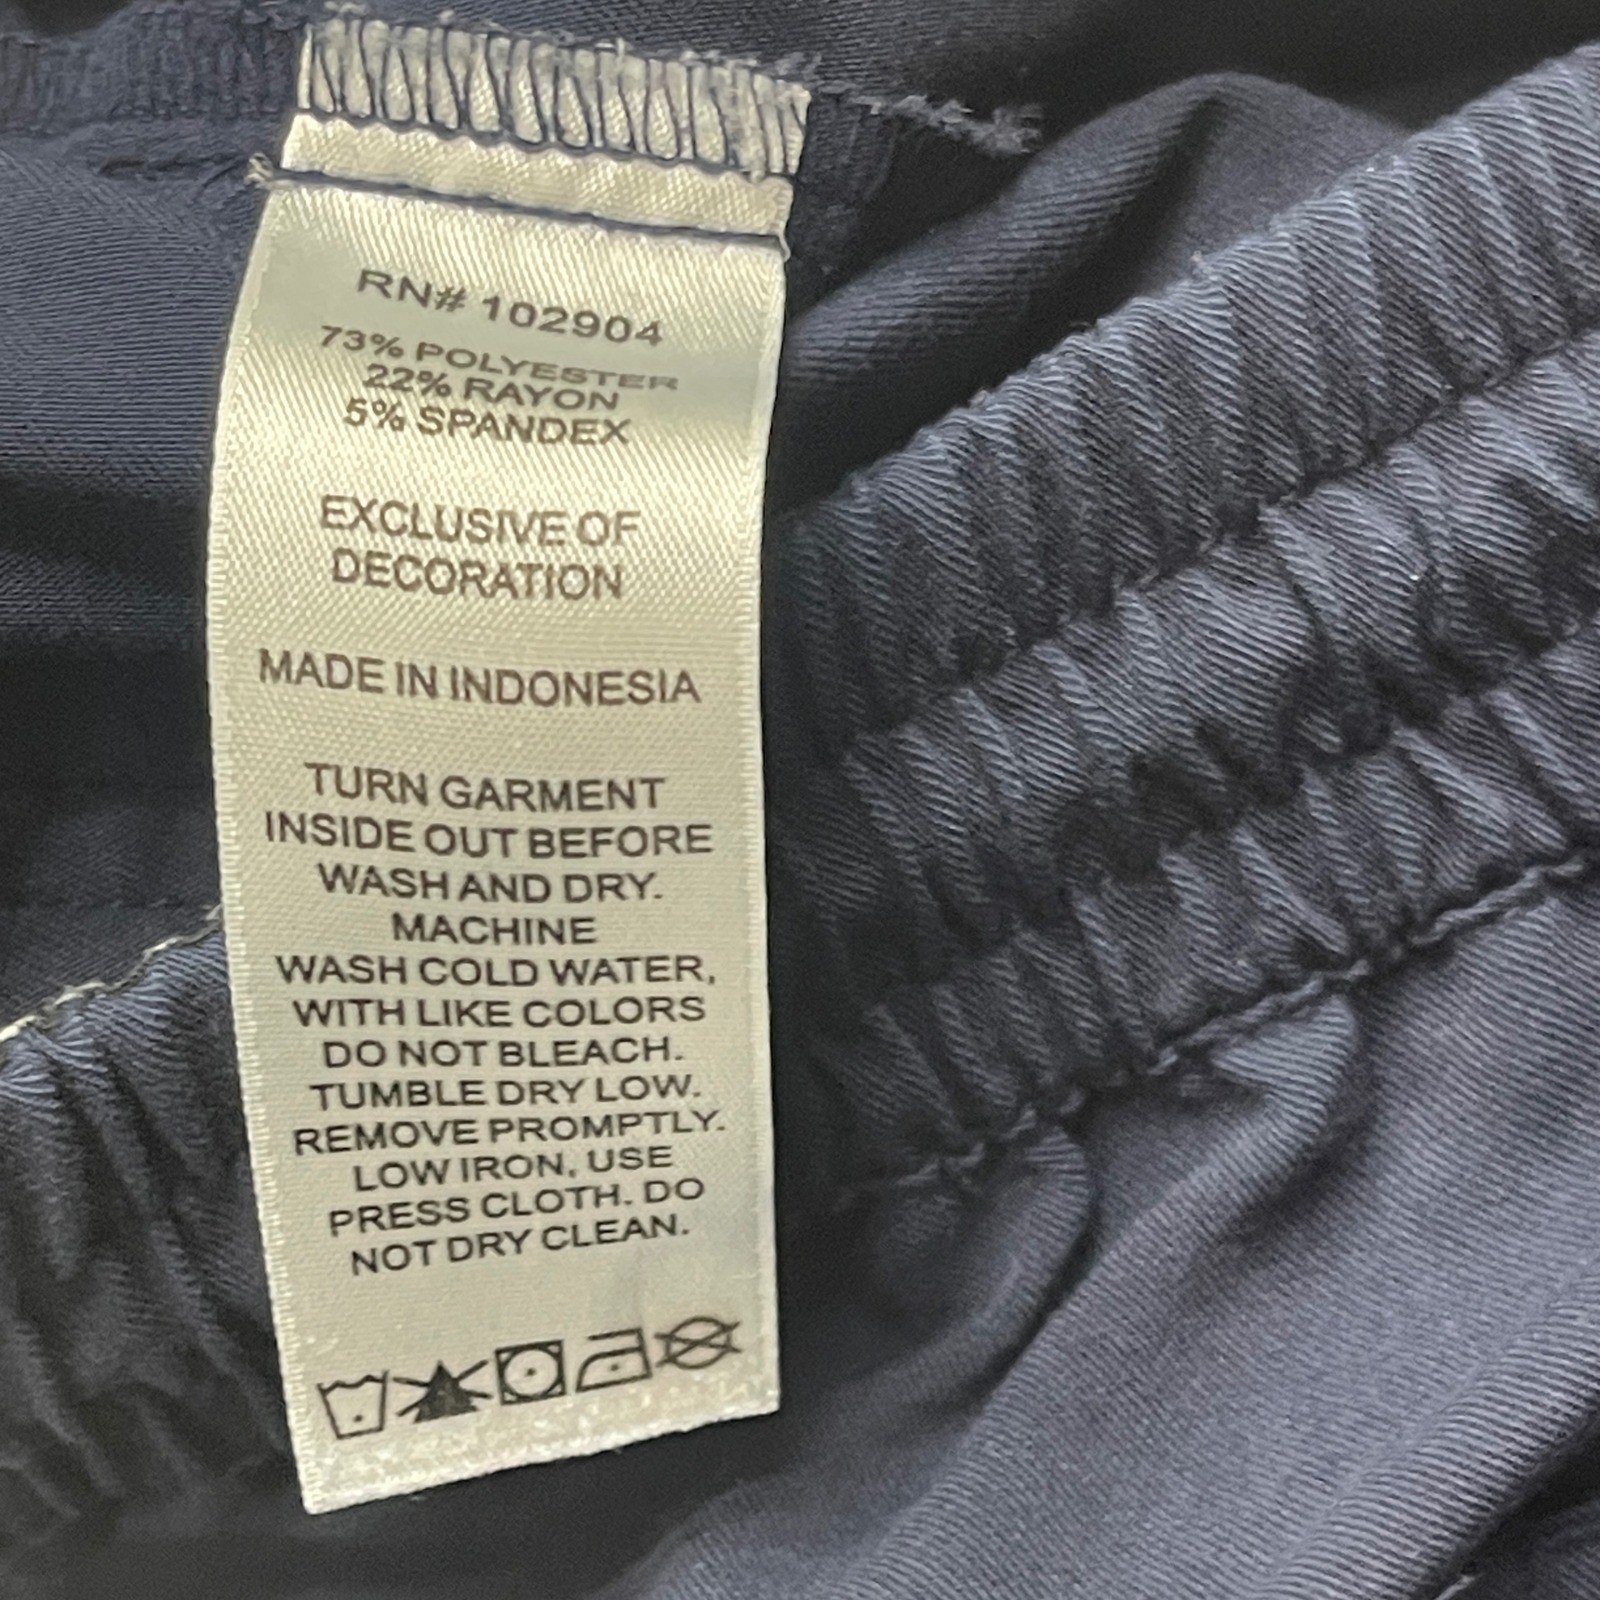 RN# 102904
73% POLYESTER
22% RAYON
5% SPANDEX
EXCLUSIVE OF
DECORATION
MADE IN INDONESIA
TURN GARMENT
INSIDE OUT BEFORE
WASH AND DRY.
MACHINE
WASH COLD WATER,
WITH LIKE COLORS
DO NOT BLEACH.
TUMBLE DRY LOW.
REMOVE PROMPTLY.
LOW IRON, USE
PRESS CLOTH. DO
NOT DRY CLEAN.